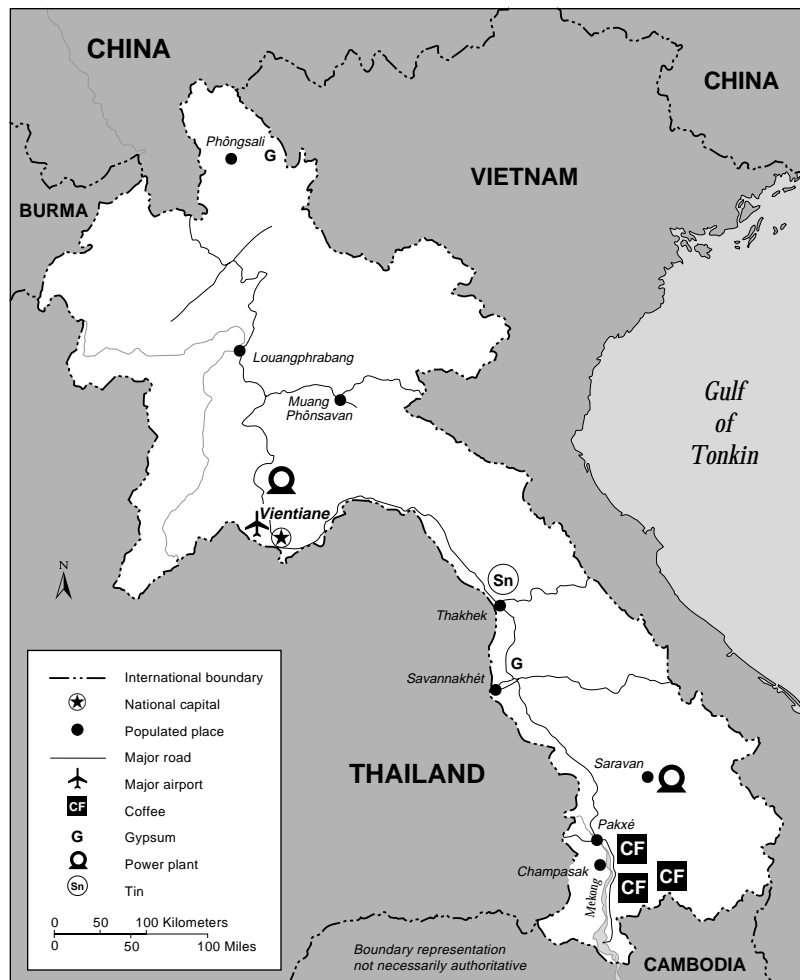 CHINA
CHINA
Phôngsali
G
VIETNAM
BURMA
Louangphrabang
Muang
Phônsavan
Gulf
of
Tonkin
Vientiane
N
Sn
Thakhek
G
Savannakhét
International boundary
National capital
Populated place
Major road
Major airport
CF Coffee
G Gypsum
Power plant
Sn Tin
0 50 100 Kilometers
0 50 100 Miles
THAILAND
Saravan
Pakxé
CF
Champasak
CF
CF
Mekong
Boundary representation
not necessarily authoritative
CAMBODIA